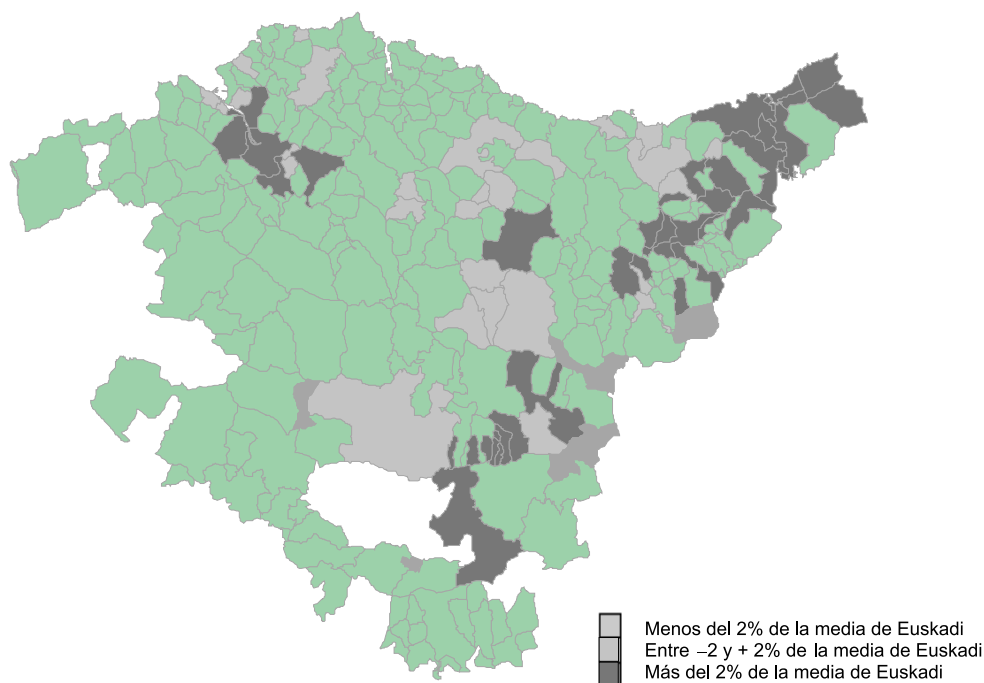 Menos del 2% de la media de Euskadi
Entre –2 y + 2% de la media de Euskadi
Más del 2% de la media de Euskadi